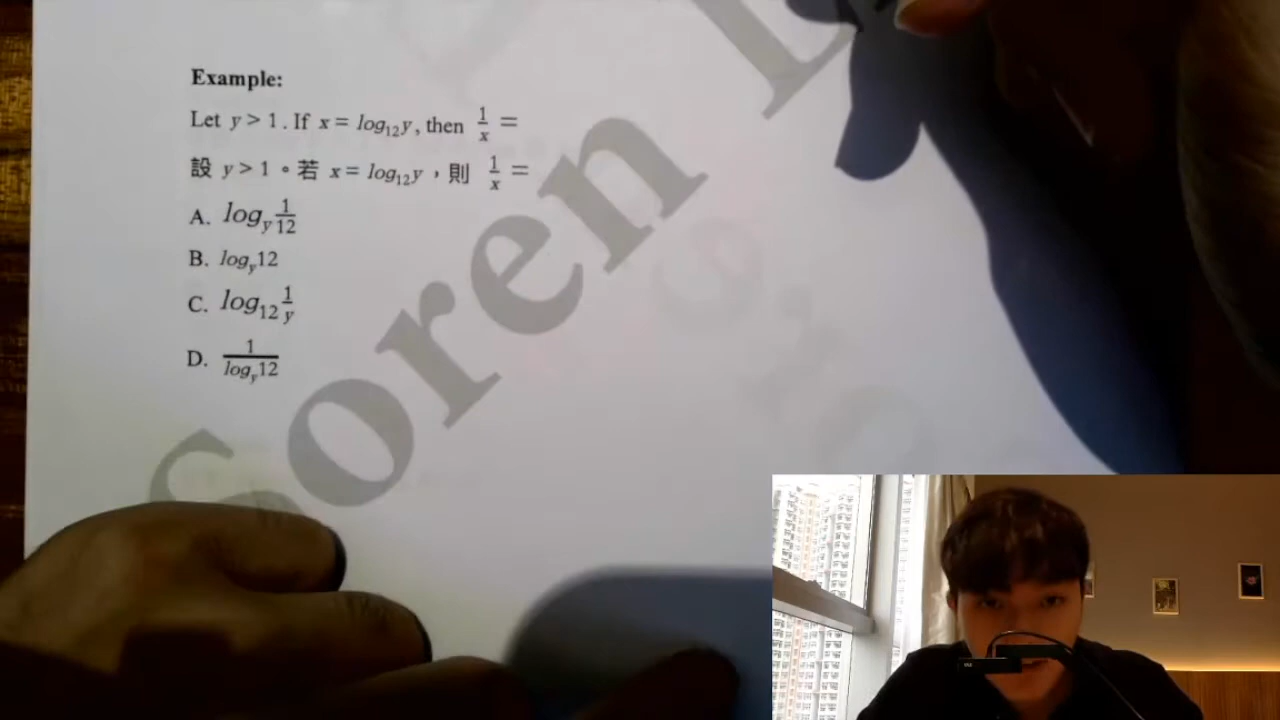 Example:
Let y > 1. If x = log₁₂y, then 1/x =
設 y > 1。若 x = log₁₂y，則 1/x =
A. log_y 1/12
B. log_y 12
C. log₁₂ 1/y
D. 1/log_y 12
Soren